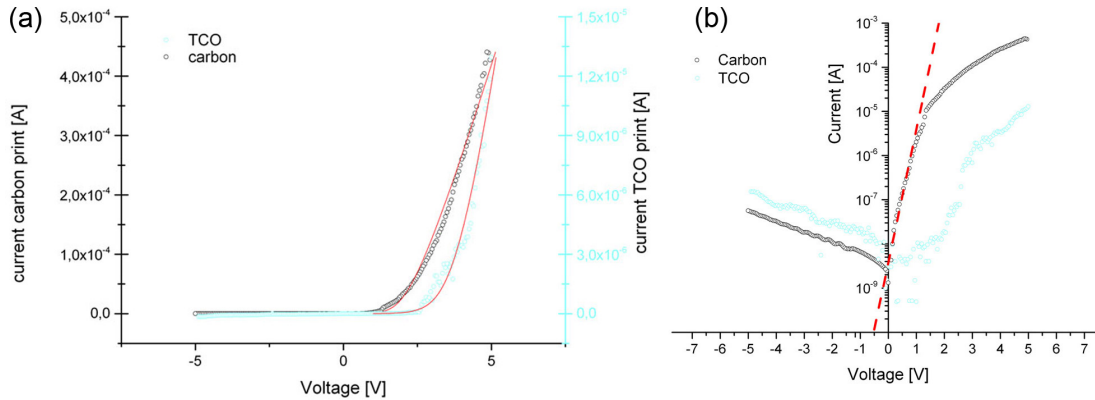 (a)
5,0x10⁻⁴
4,0x10⁻⁴
3,0x10⁻⁴
2,0x10⁻⁴
1,0x10⁻⁴
0,0
current carbon print [A]
TCO
carbon
-5
0
5
Voltage [V]
1,5x10⁻⁵
1,2x10⁻⁵
9,0x10⁻⁶
6,0x10⁻⁶
3,0x10⁻⁶
0,0
current TCO print [A]
(b)
Carbon
TCO
Current [A]
10⁻³
10⁻⁴
10⁻⁵
10⁻⁶
10⁻⁷
10⁻⁹
-7 -6 -5 -4 -3 -2 -1 0 1 2 3 4 5 6 7
Voltage [V]